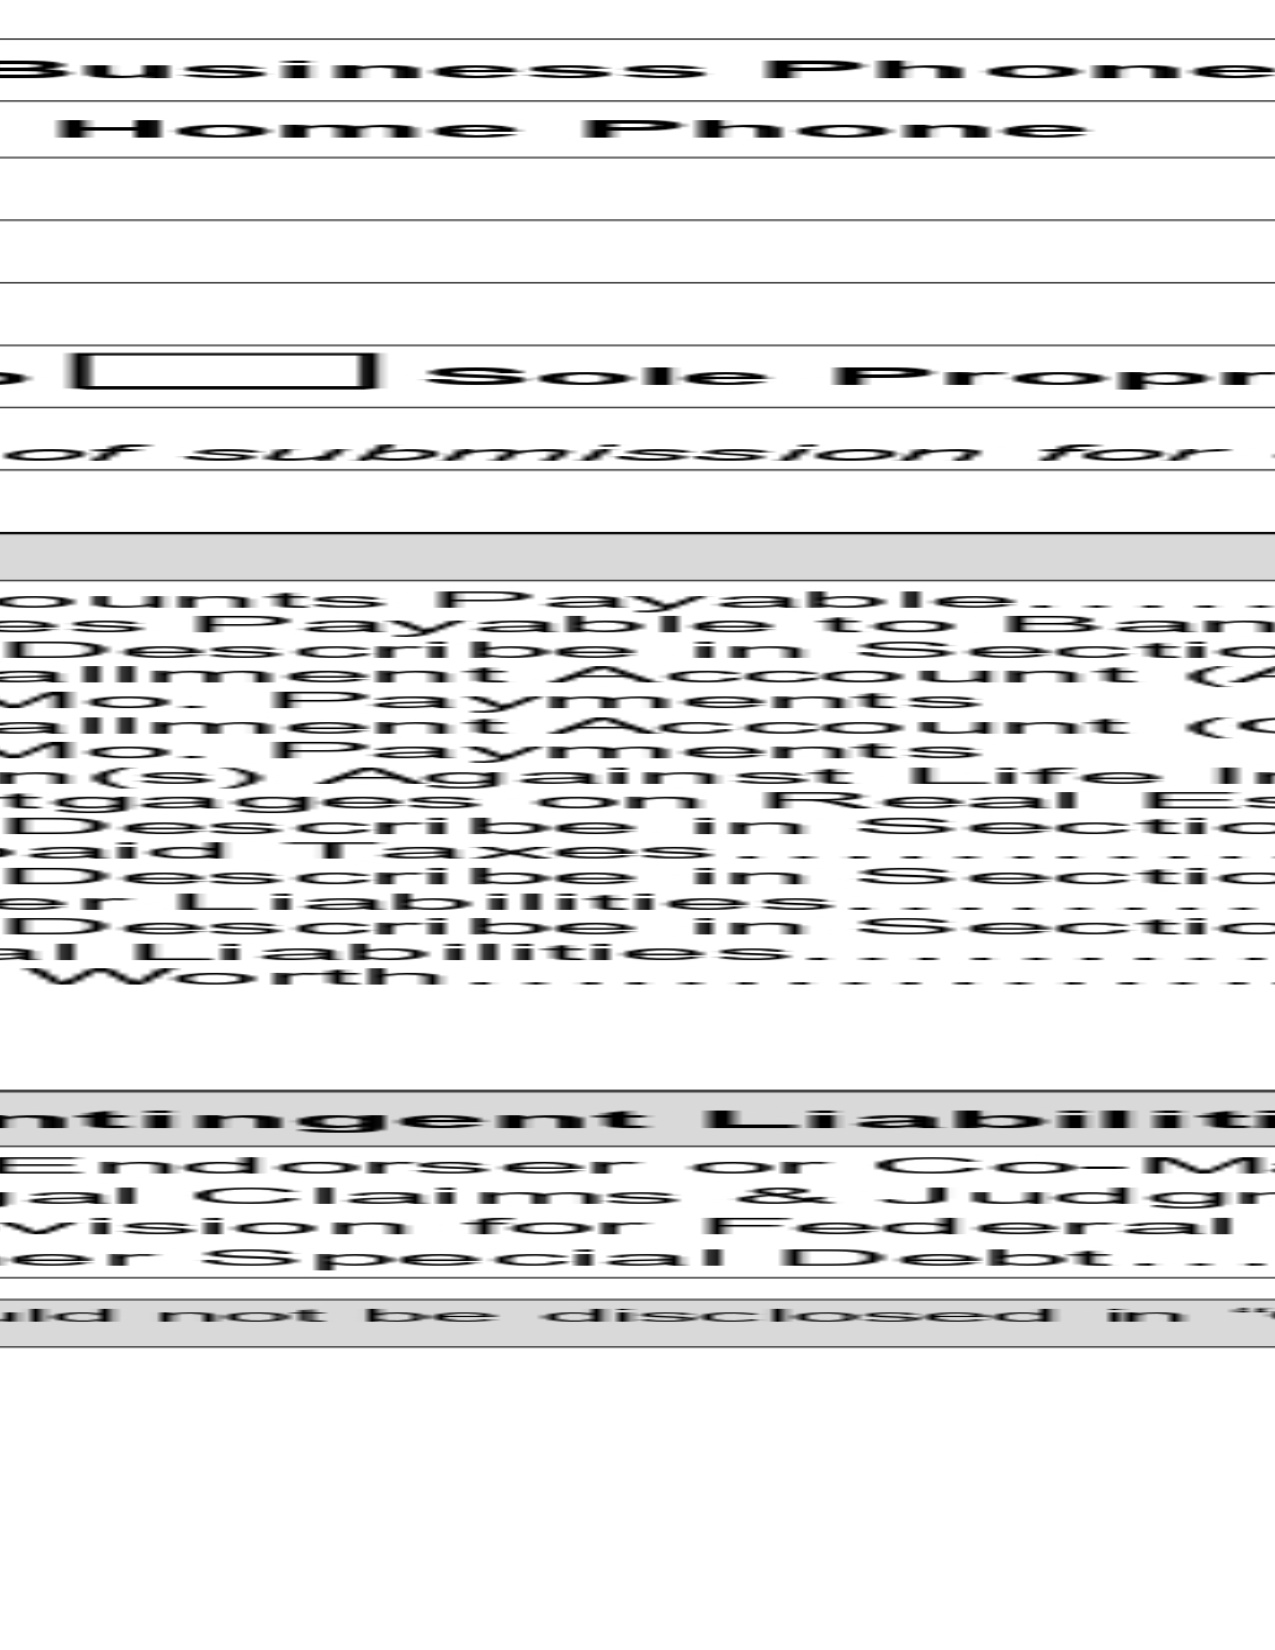 Business Phone
Home Phone
Sole Propr
of submission for
ounts Payable......
es Payable to Ban
Describe in Sectio
allment Account (A
Mo. Payments
allment Account (C
Mo. Payments
n(s) Against Life In
tgages on Real Es
Describe in Sectio
paid Taxes...........
Describe in Sectio
er Liabilities........
Describe in Sectio
al Liabilities.........
Worth...............
ntingent Liabiliti
Endorser or Co-Ma
al Claims & Judgm
vision for Federal
er Special Debt...
uld not be disclosed in “